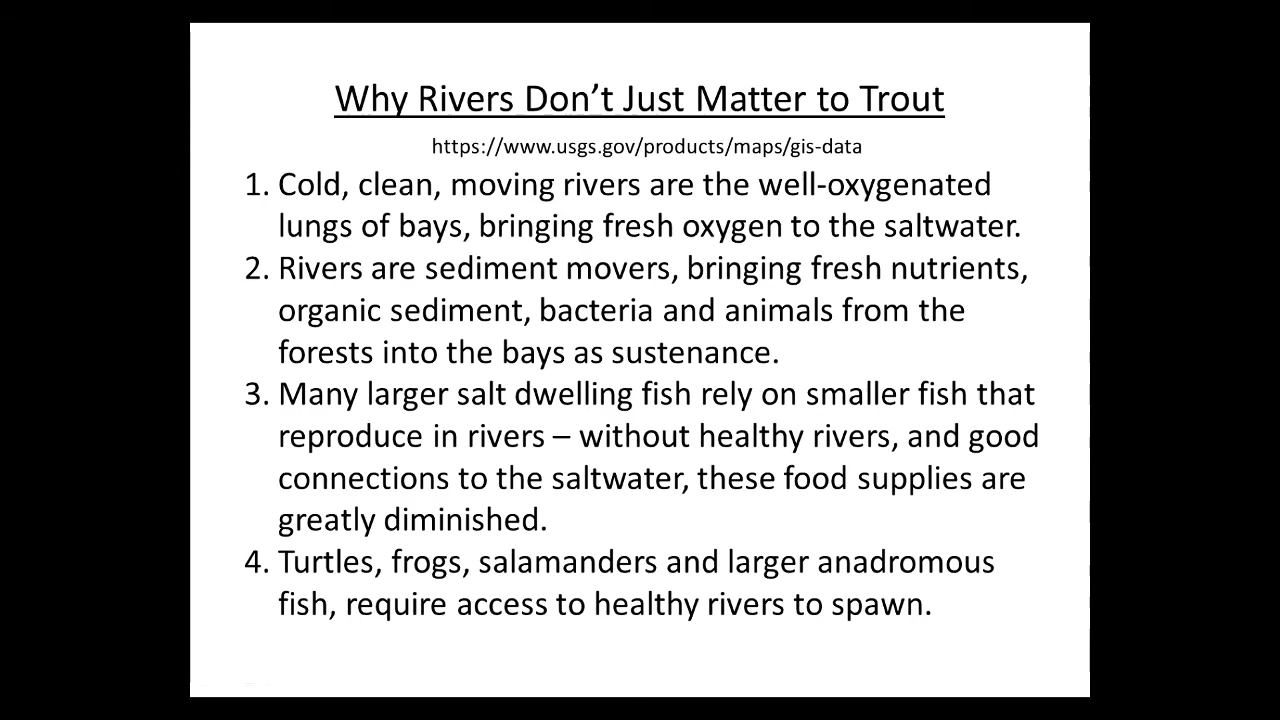 Why Rivers Don’t Just Matter to Trout
https://www.usgs.gov/products/maps/gis-data
1. Cold, clean, moving rivers are the well-oxygenated
lungs of bays, bringing fresh oxygen to the saltwater.
2. Rivers are sediment movers, bringing fresh nutrients,
organic sediment, bacteria and animals from the
forests into the bays as sustenance.
3. Many larger salt dwelling fish rely on smaller fish that
reproduce in rivers – without healthy rivers, and good
connections to the saltwater, these food supplies are
greatly diminished.
4. Turtles, frogs, salamanders and larger anadromous
fish, require access to healthy rivers to spawn.